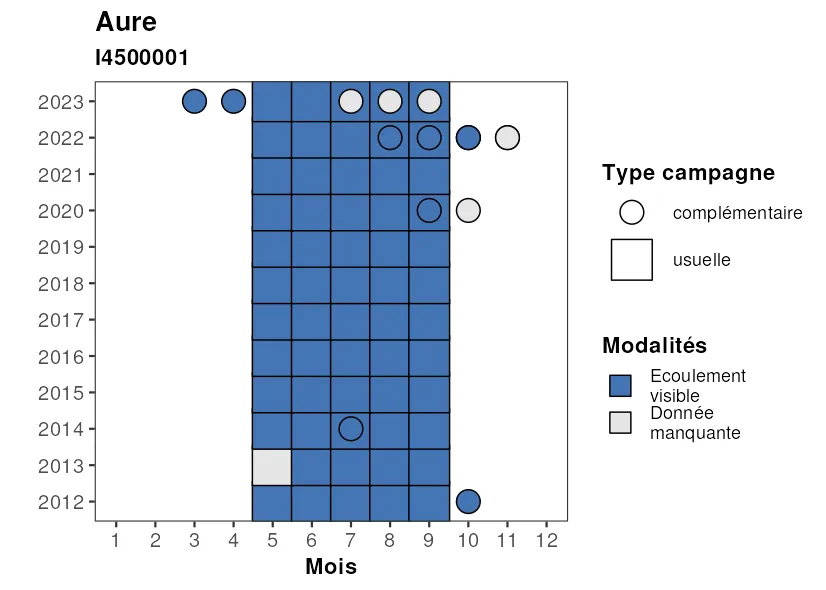 Aure
I4500001
2023
2022
2021
2020
2019
2018
2017
2016
2015
2014
2013
2012
1 2 3 4 5 6 7 8 9 10 11 12
Mois
Type campagne
complémentaire
usuelle
Modalités
Ecoulement
visible
Donnée
manquante